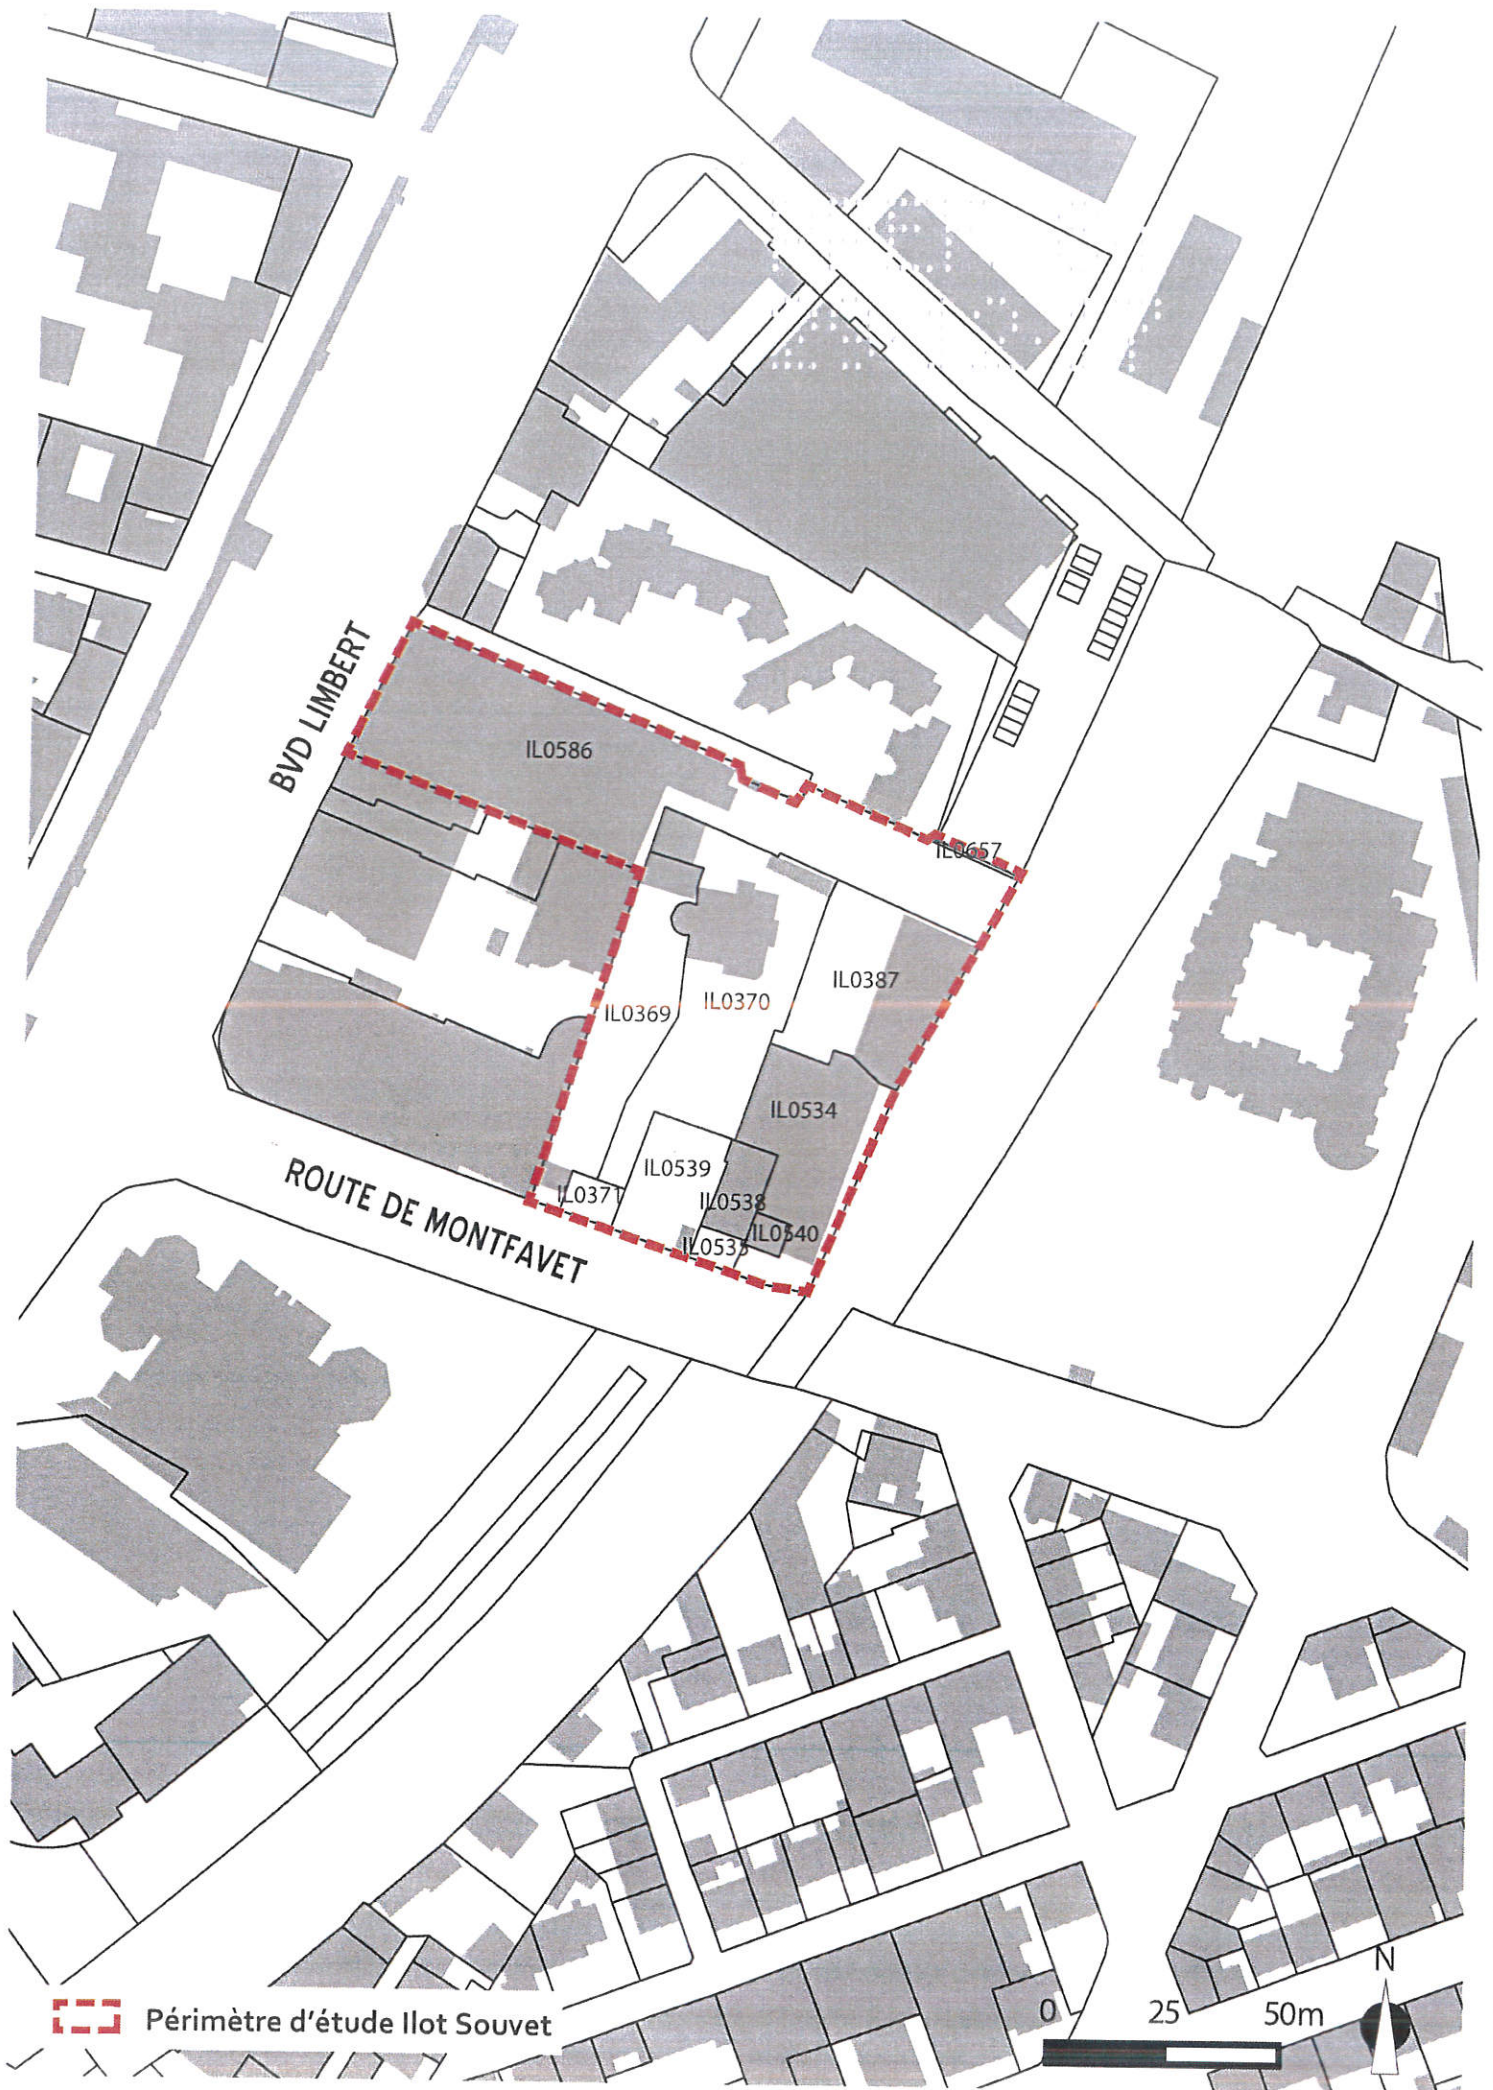 BVD LIMBERT
IL0586
IL0657
IL0387
IL0369
IL0370
IL0534
IL0539
IL0371
IL0538
IL0540
IL0535
ROUTE DE MONTFAVET
N
0 25 50m
Périmètre d'étude Ilot Souvet